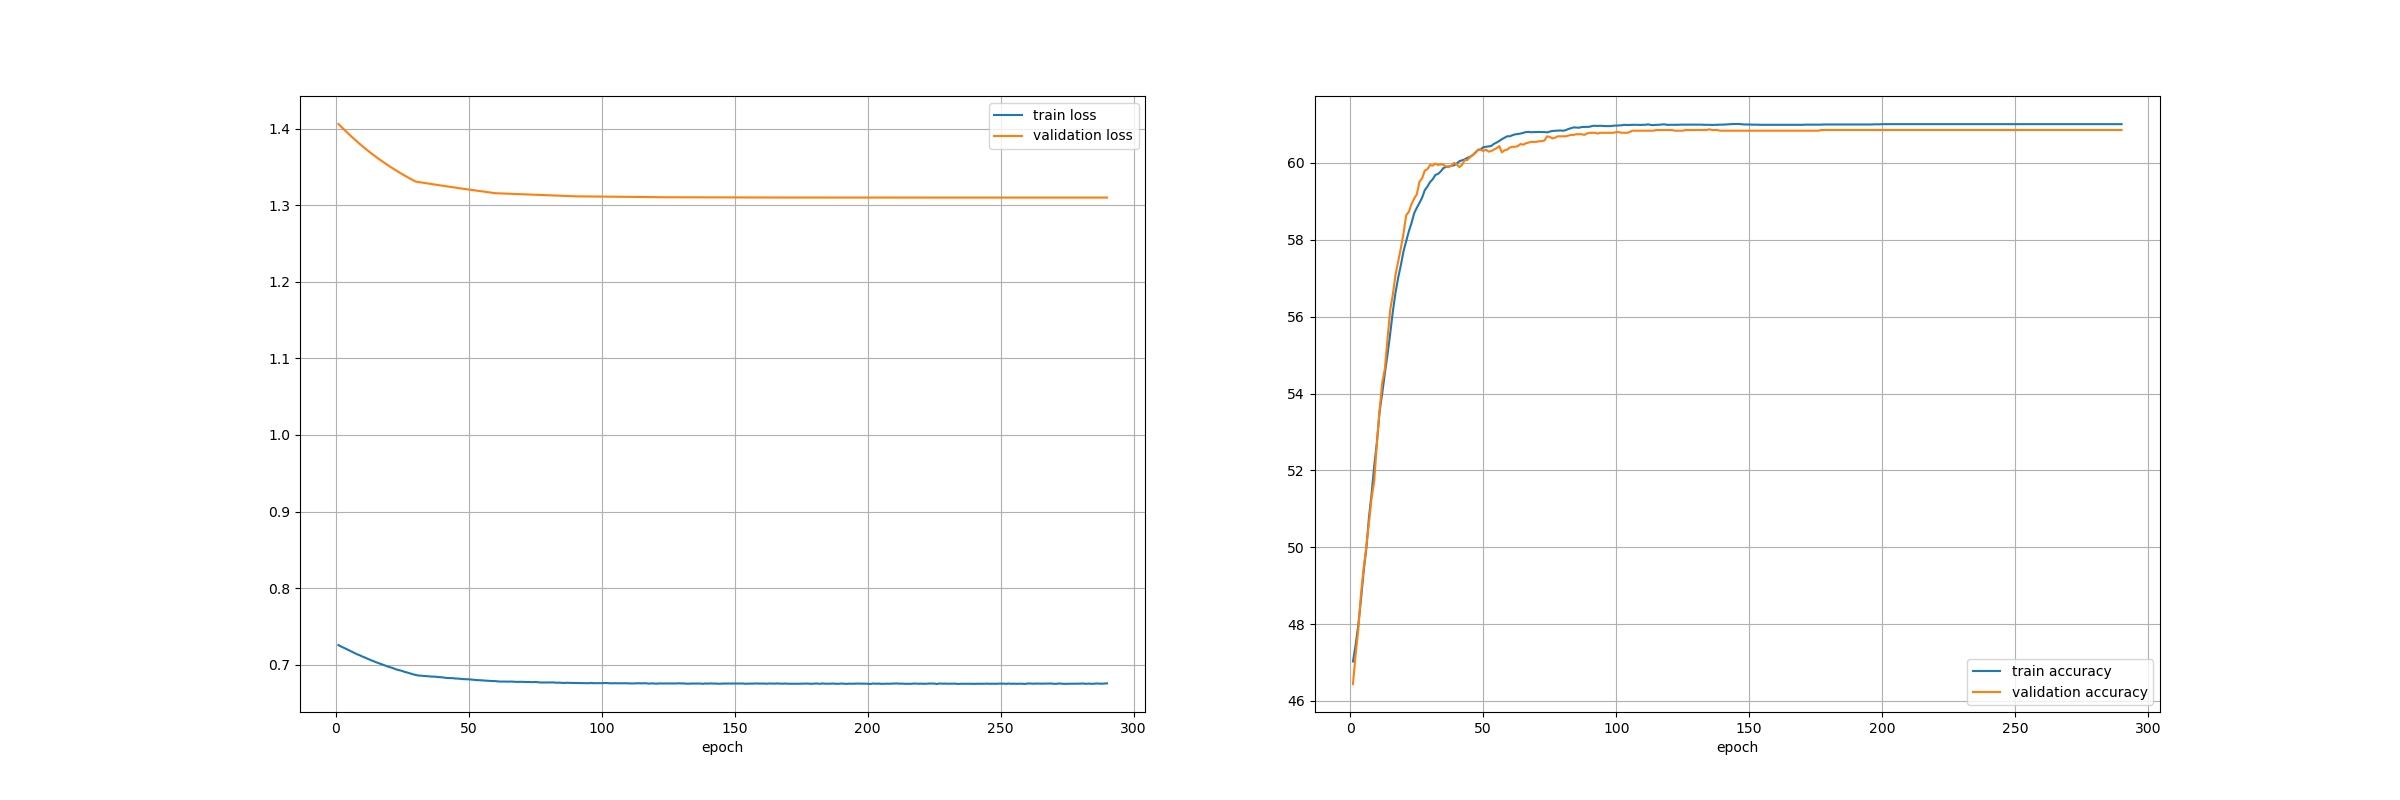 train loss
validation loss
1.4
1.3
1.2
1.1
1.0
0.9
0.8
0.7
0 50 100 150 200 250 300
epoch
60
58
56
54
52
50
48
46
train accuracy
validation accuracy
0 50 100 150 200 250 300
epoch